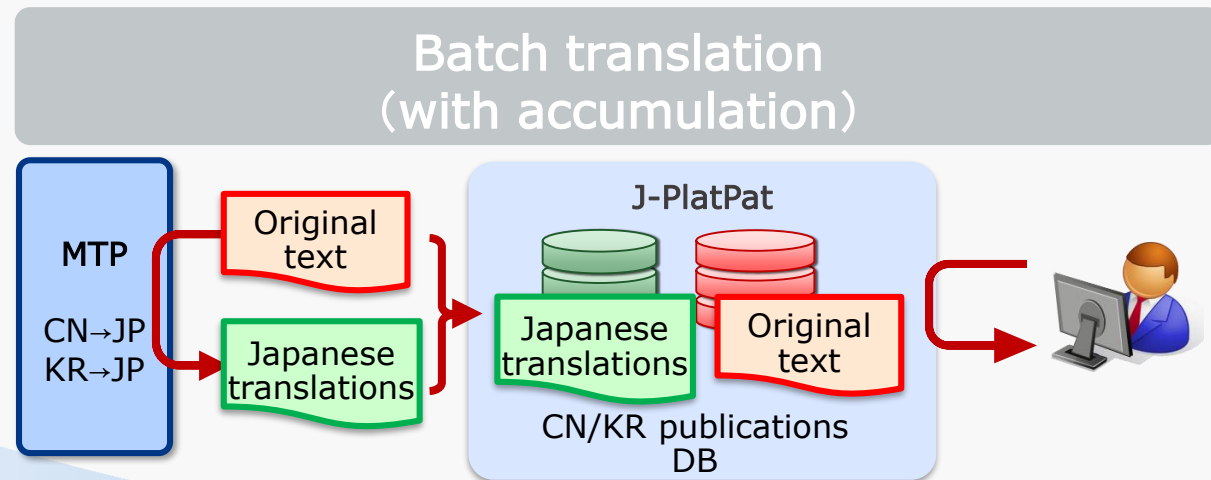 Batch translation
（with accumulation）
MTP
CN→JP
KR→JP
Original
text
Japanese
translations
J-PlatPat
Japanese
translations
Original
text
CN/KR publications
DB